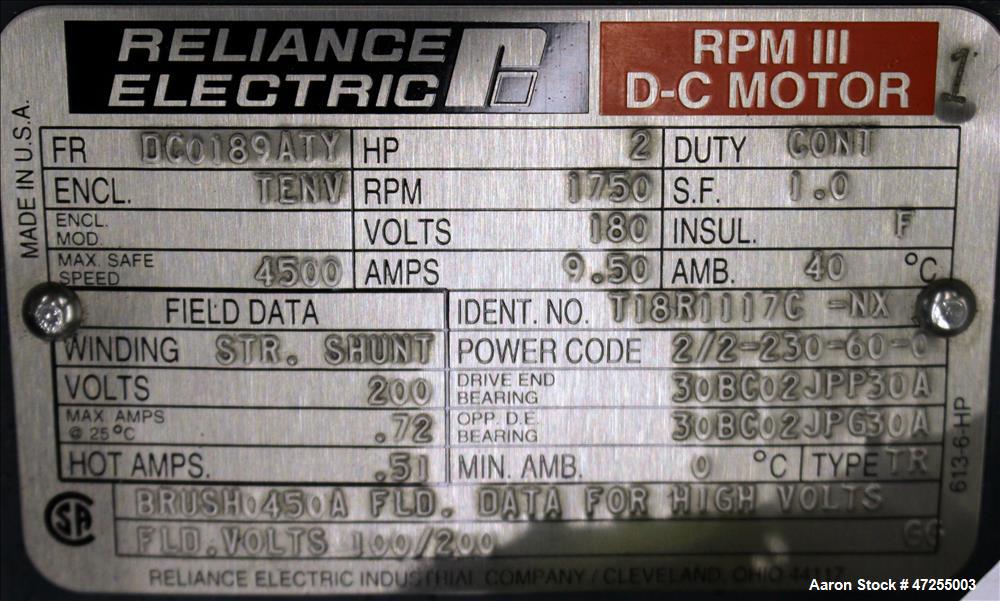 RELIANCE ELECTRIC
RPM III
D-C MOTOR
1
MADE IN U.S.A.
FR DC0189ATY HP 2 DUTY CONT
ENCL. TENV RPM 1750 S.F. 1.0
ENCL. MOD. VOLTS 180 INSUL. F
MAX. SAFE SPEED 4500 AMPS 9.50 AMB. 40 °C
FIELD DATA IDENT. NO. T18R1117C -NX
WINDING STR. SHUNT POWER CODE 2/2-230-60-0
VOLTS 200 DRIVE END BEARING 30BC02JPP30A
MAX AMPS @ 25°C .72 OPP. D.E. BEARING 30BC02JPG30A
HOT AMPS. .51 MIN. AMB. 0 °C TYPE TR
613-6-HP
SA
BRUSH0450A FLD. DATA FOR HIGH VOLTS
FLD.VOLTS 100/200 GG
RELIANCE ELECTRIC INDUSTRIAL COMPANY / CLEVELAND, OHIO 44117
Aaron Stock # 47255003